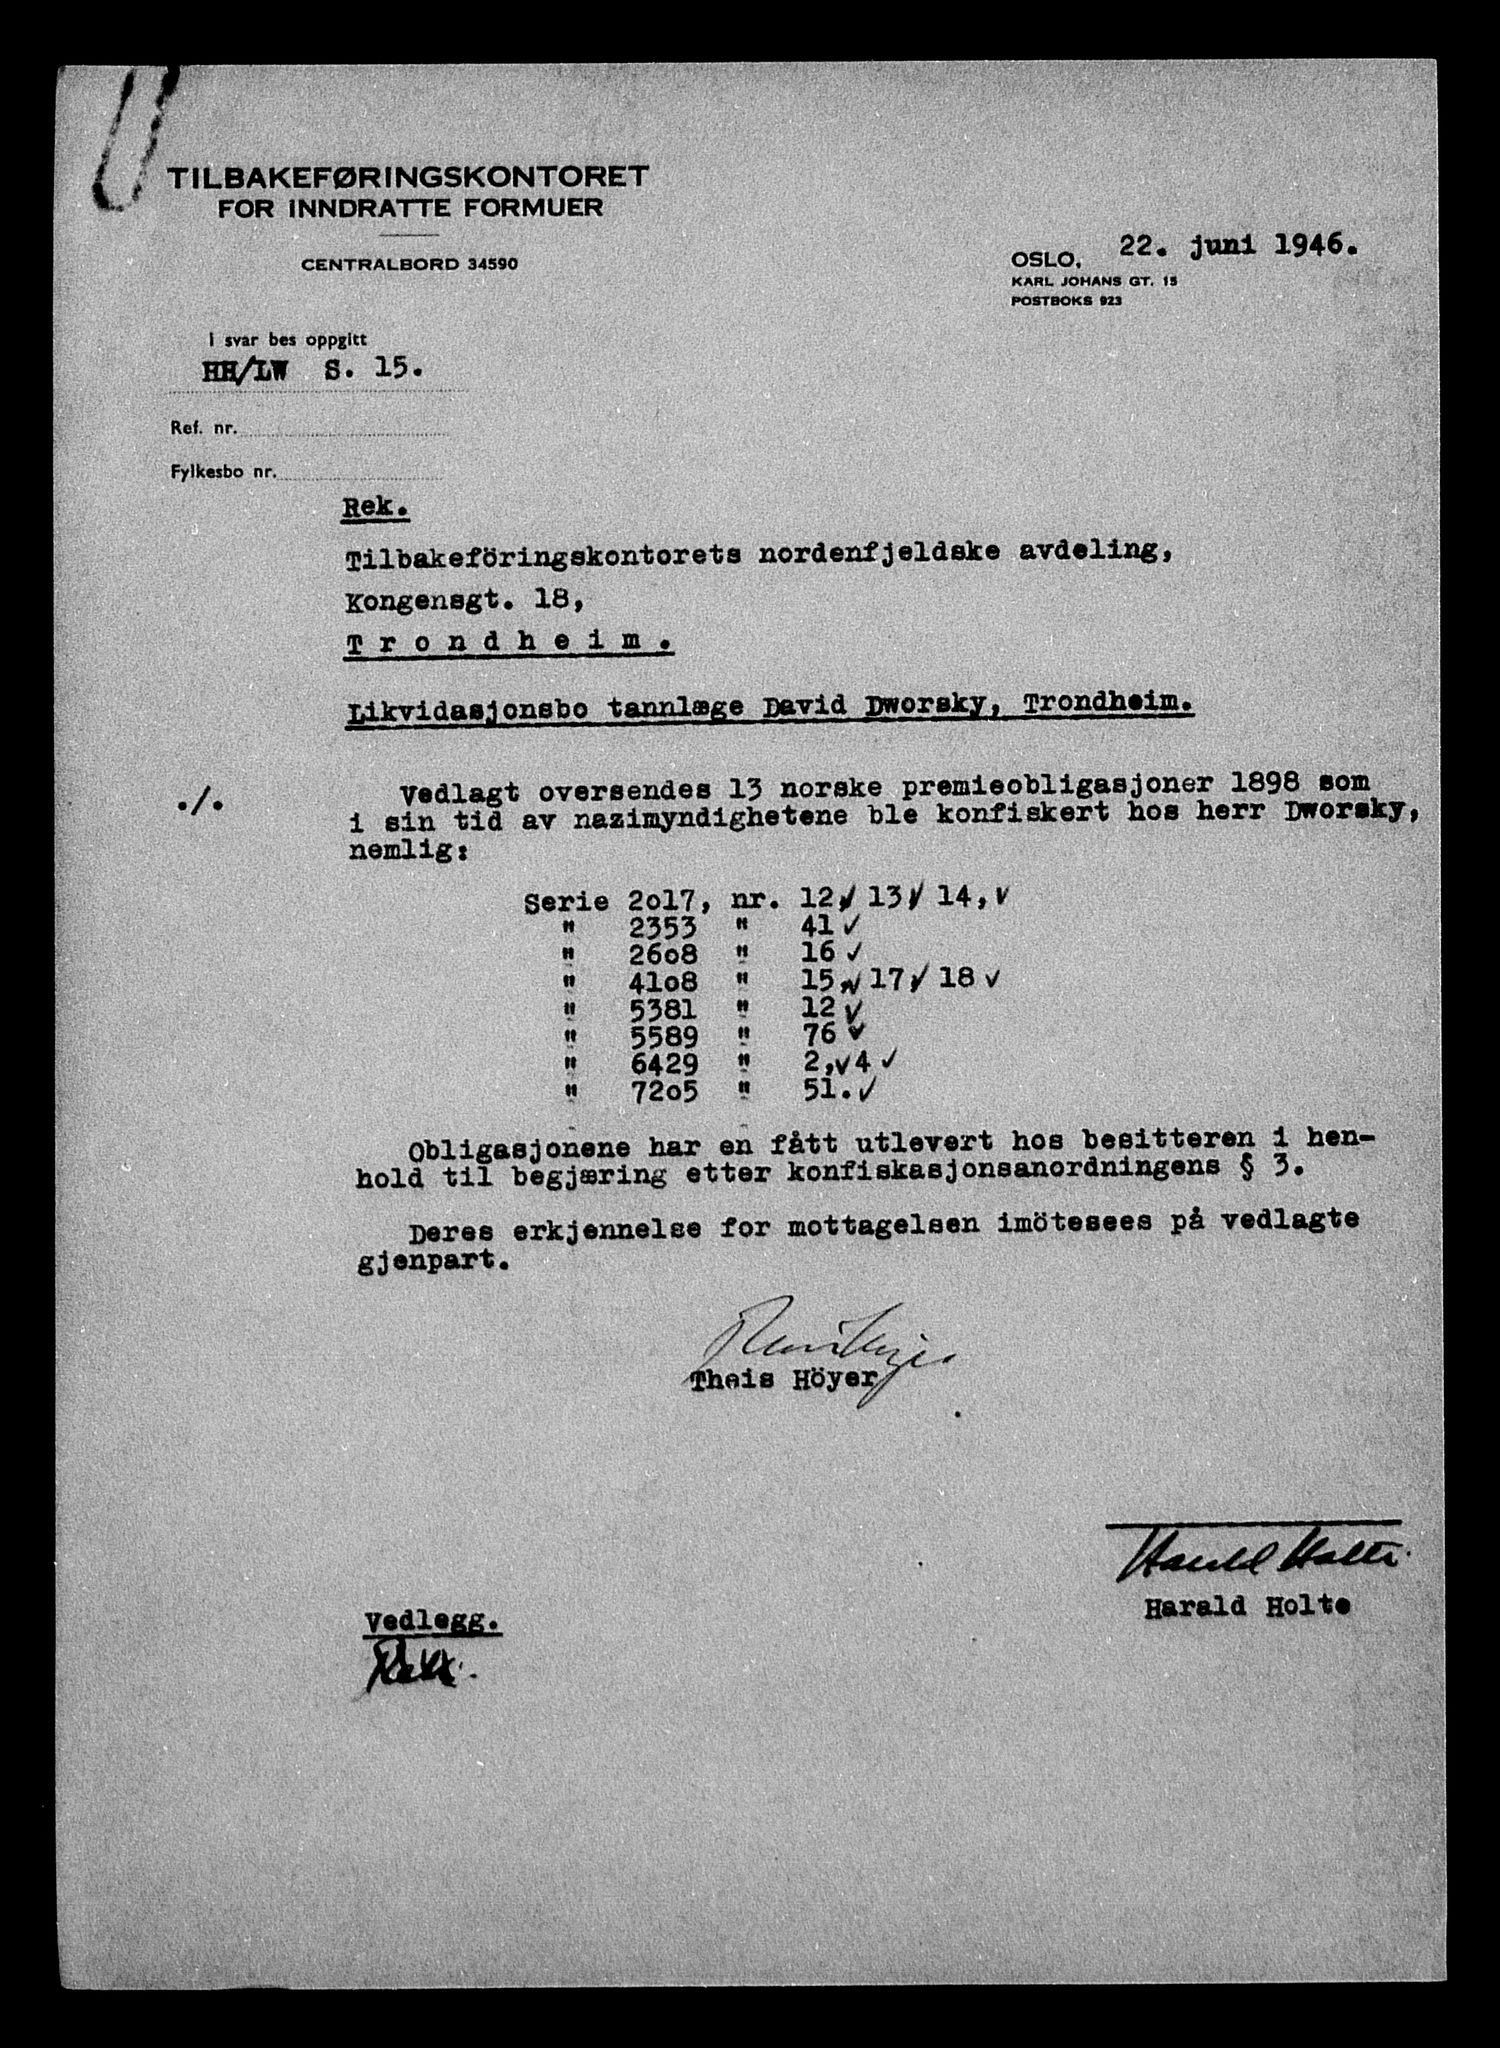 TILBAKEFØRINGSKONTORET
FOR INNDRATTE FORMUER
CENTRALBORD 34590
OSLO, 22. juni 1946.
KARL JOHANS GT. 15
POSTBOKS 923
I svar bes oppgitt
HH/LW S. 15.
Ref. nr.
Fylkesbo nr.
Rek.
Tilbakeföringskontorets nordenfjeldske avdeling,
Kongensgt. 18,
T r o n d h e i m .
Likvidasjonsbo tannlæge David Dworsky, Trondheim.
./. Vedlagt oversendes 13 norske premieobligasjoner 1898 som
i sin tid av nazimyndighetene ble konfiskert hos herr Dworsky,
nemlig:
Serie 2o17, nr. 12,✓ 13,✓ 14,✓
" 2353 " 41 ✓
" 26o8 " 16 ✓
" 41o8 " 15,✓ 17,✓ 18 ✓
" 5381 " 12 ✓
" 5589 " 76 ✓
" 6429 " 2,✓ 4 ✓
" 72o5 " 51. ✓
Obligasjonene har en fått utlevert hos besitteren i hen-
hold til begjæring etter konfiskasjonsanordningens § 3.
Deres erkjennelse for mottagelsen imötesees på vedlagte
gjenpart.
Theis Höyer
Harald Holte
Harald Holte
Vedlegg.